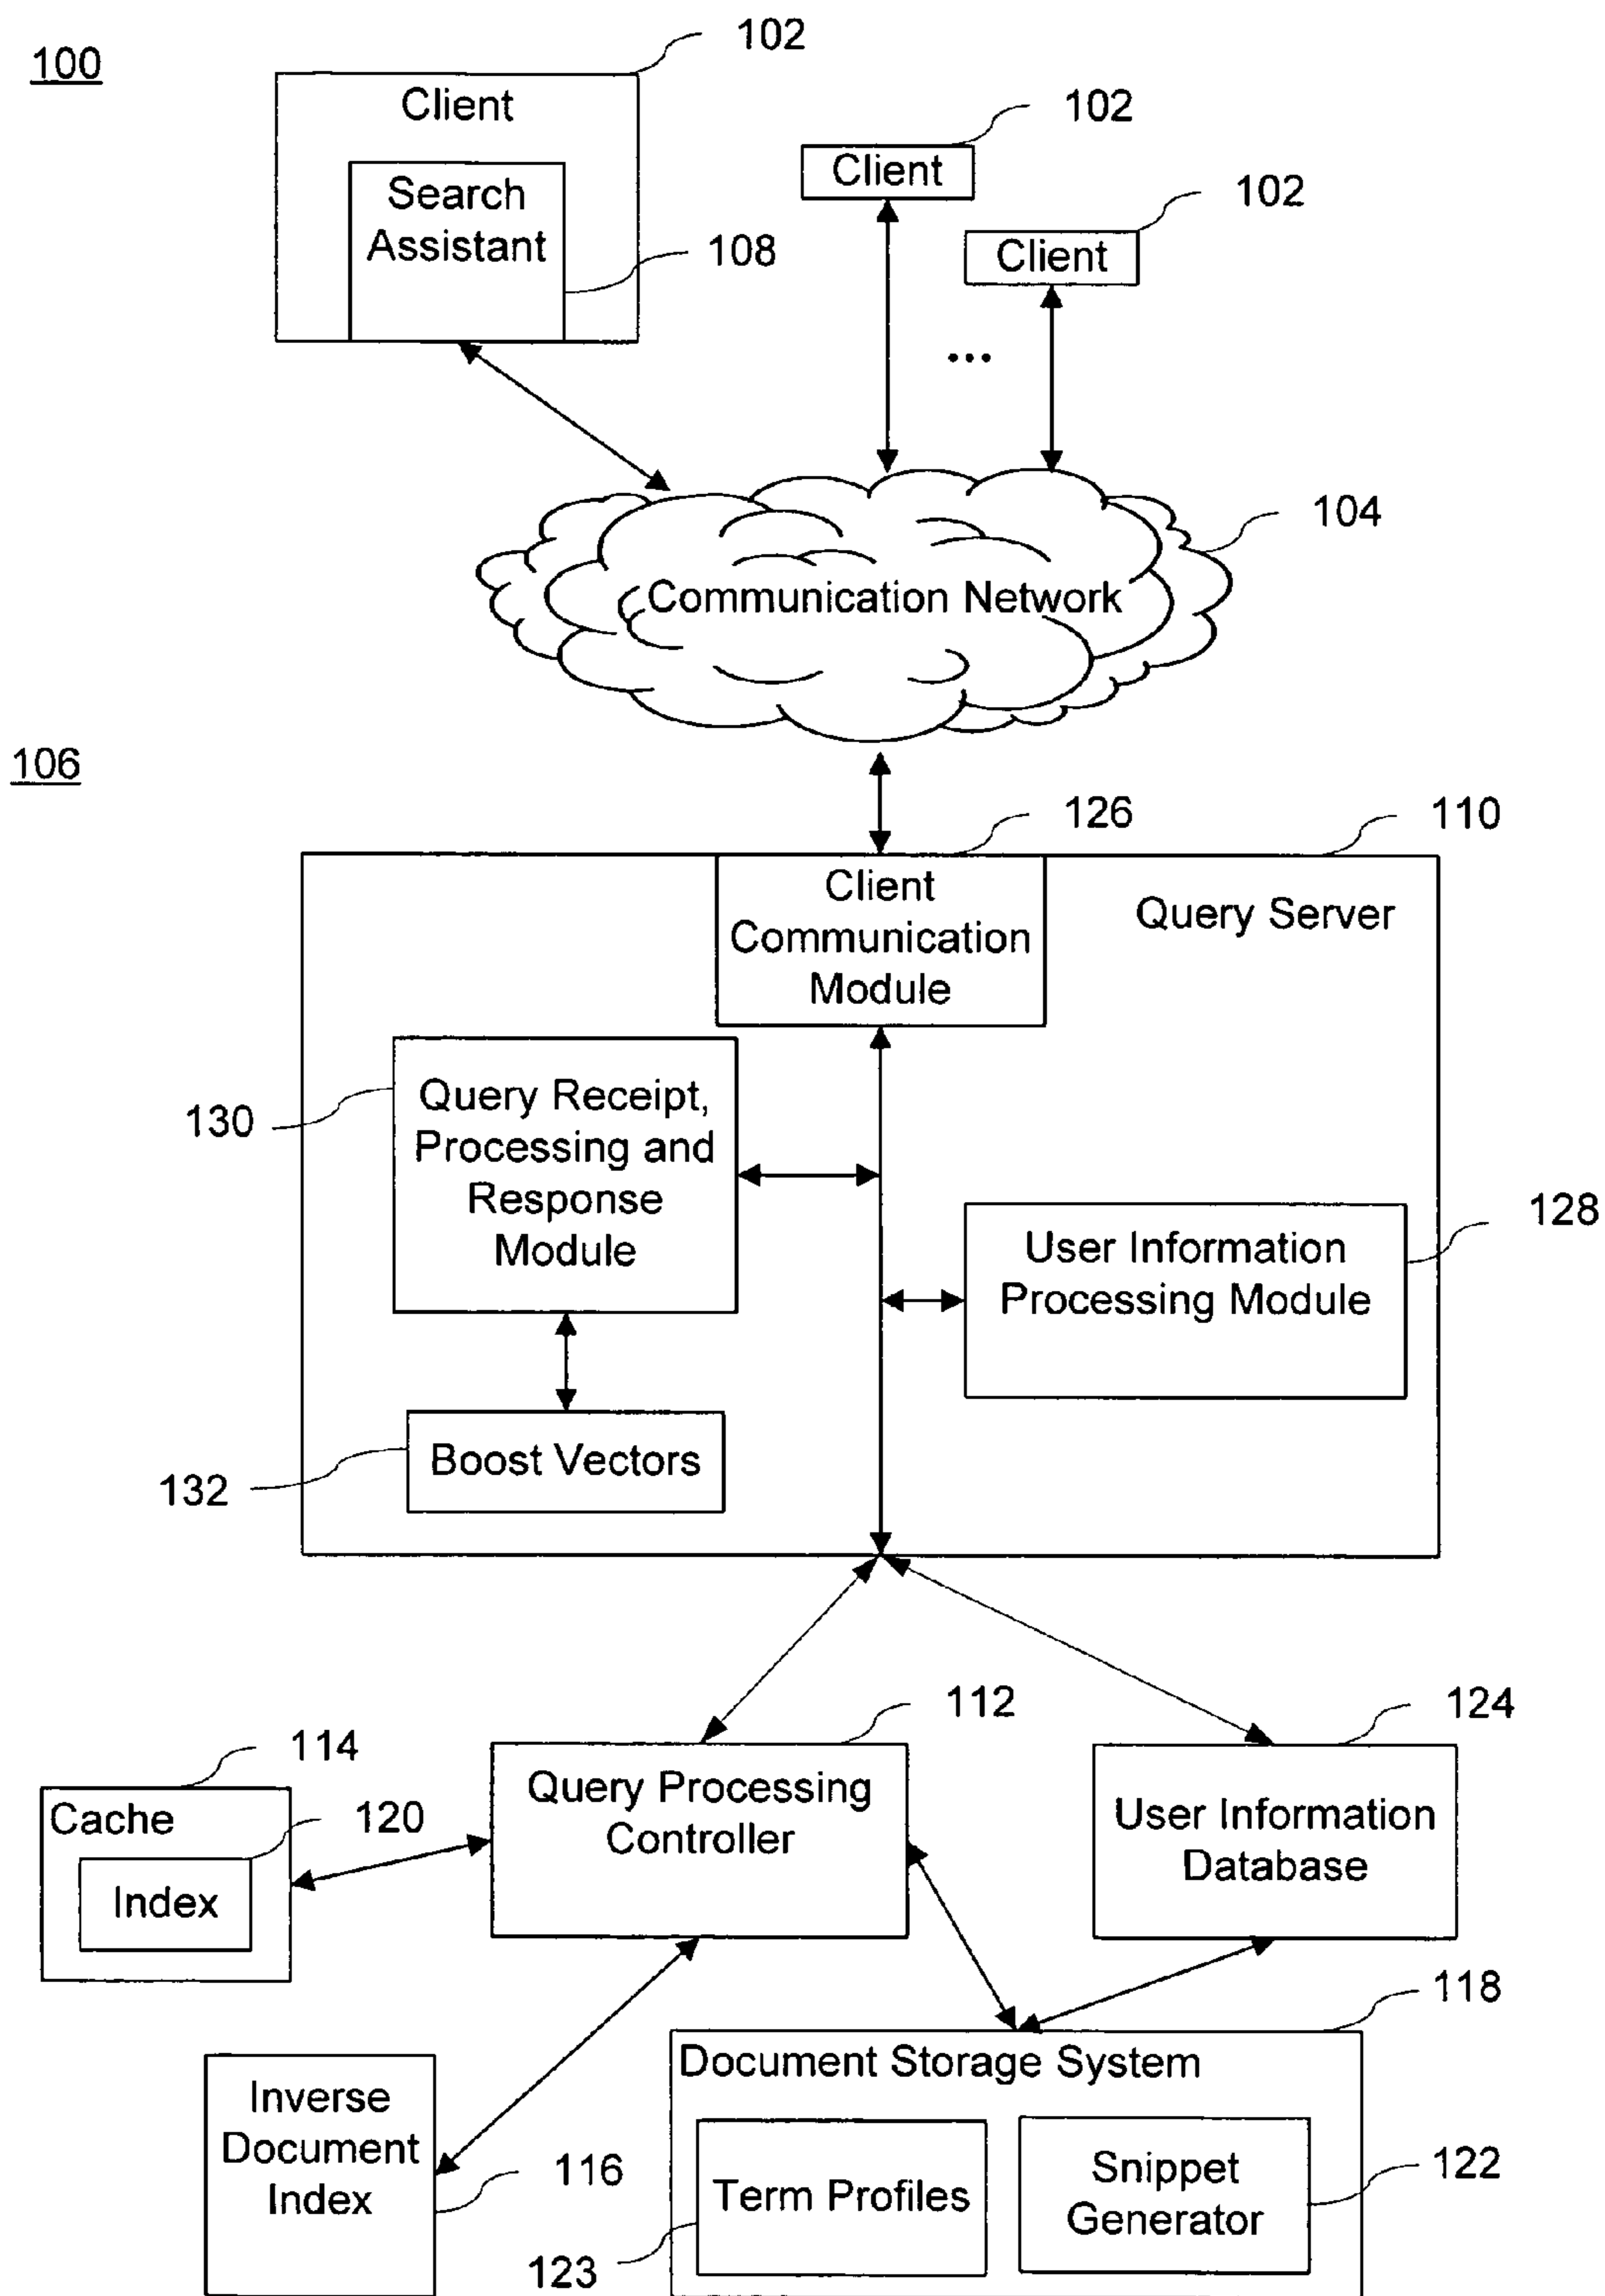 102
100
Client
102
Search
Assistant
Client
102
108
Client
...
104
Communication Network
106
126
110
Client
Communication
Module
Query Server
130
Query Receipt,
Processing and
Response
Module
128
User Information
Processing Module
132
Boost Vectors
112
124
114
Cache
120
Index
Query Processing
Controller
User Information
Database
118
Document Storage System
Inverse
Document
Index
116
Term Profiles
123
Snippet
Generator
122